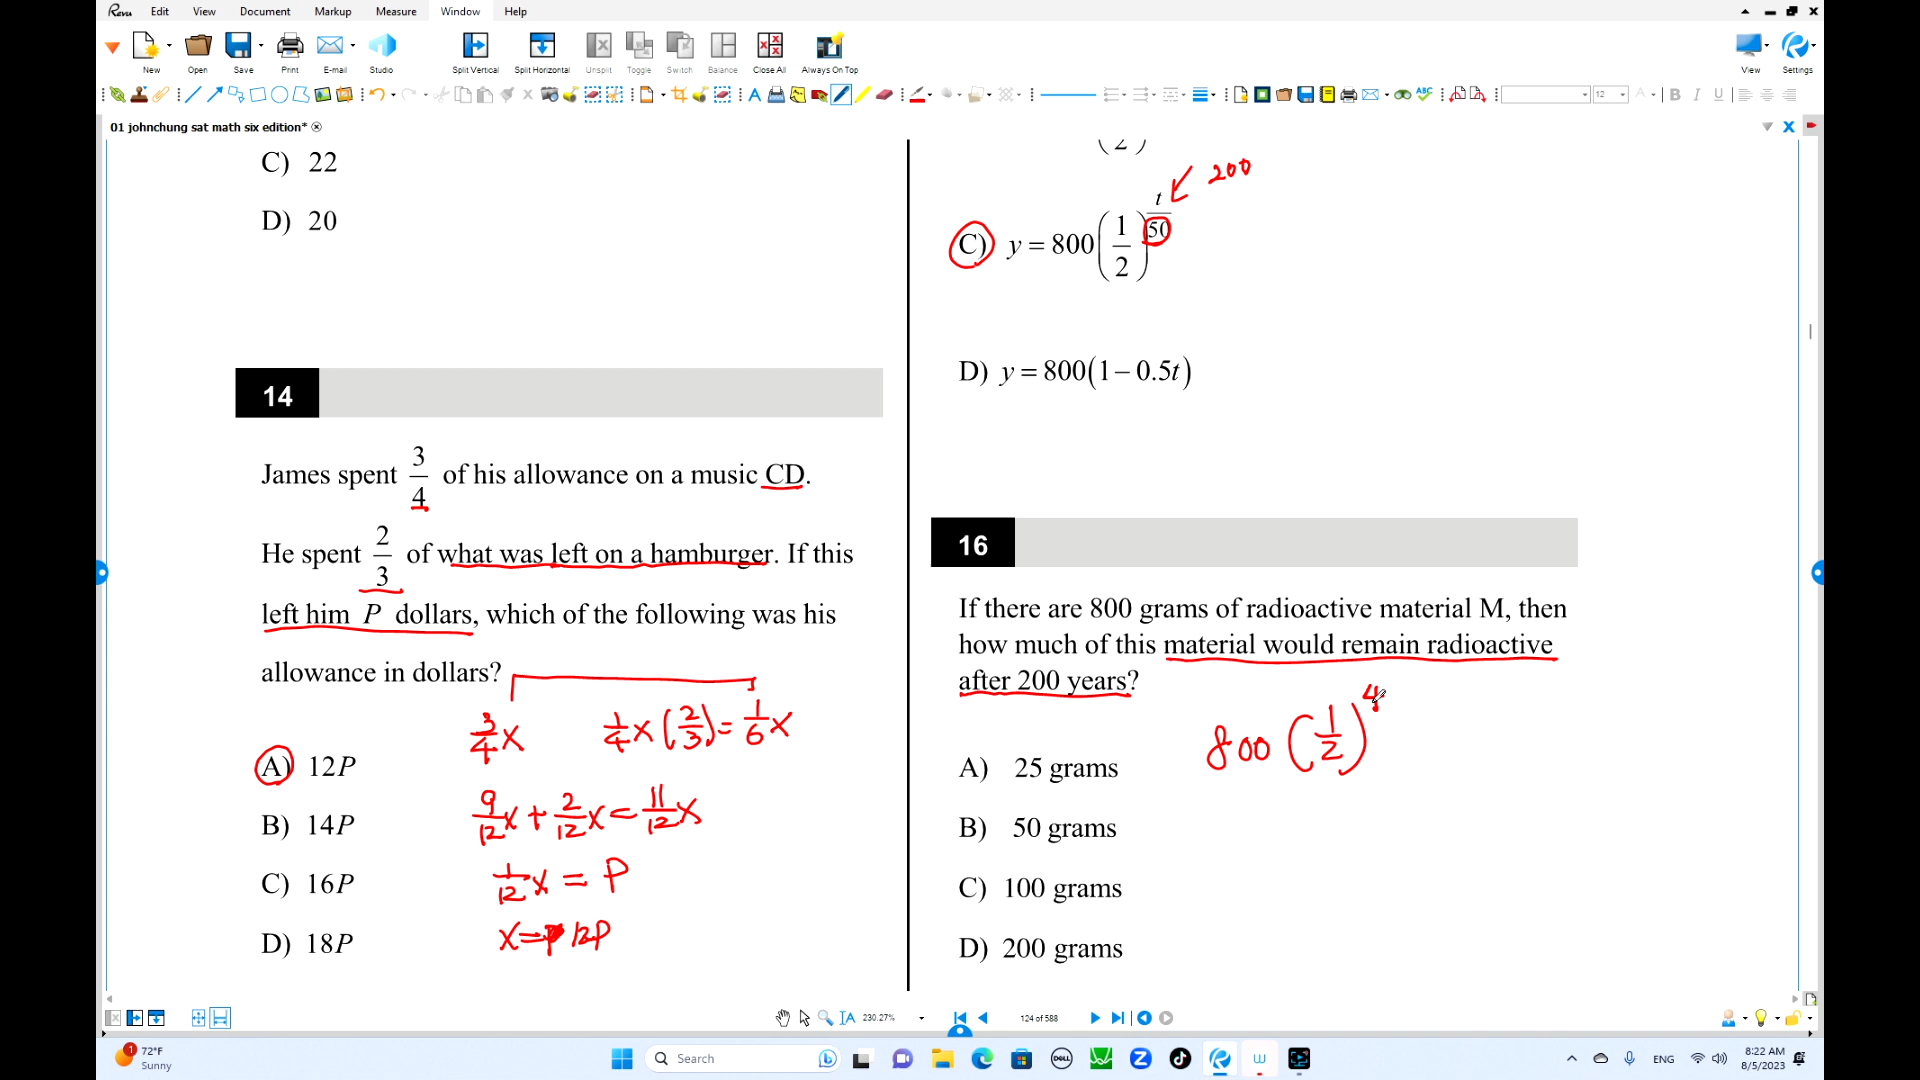 Revu File Edit View Document Markup Measure Window Help
New Open Save Print E-mail Studio Split Vertical Split Horizontal Unsplit Toggle Switch Balance Close All Always On Top View Settings
12
01 johnchung sat math six edition*
C) 22
D) 20
14
James spent 3/4 of his allowance on a music CD.
He spent 2/3 of what was left on a hamburger. If this
left him P dollars, which of the following was his
allowance in dollars?
3/4 x 1/4 x (2/3) = 1/6 x
A) 12P
9/12 x + 2/12 x = 11/12 x
B) 14P
1/12 x = P
C) 16P
x = 12P
D) 18P
(2)
200
C) y = 800 (1/2)^(t/50)
D) y = 800(1 – 0.5t)
16
If there are 800 grams of radioactive material M, then
how much of this material would remain radioactive
after 200 years?
800 (1/2)^4
A) 25 grams
B) 50 grams
C) 100 grams
D) 200 grams
230.27% 124 of 588
1 72°F
Sunny
Search
DELL
ENG
8:22 AM
8/5/2023